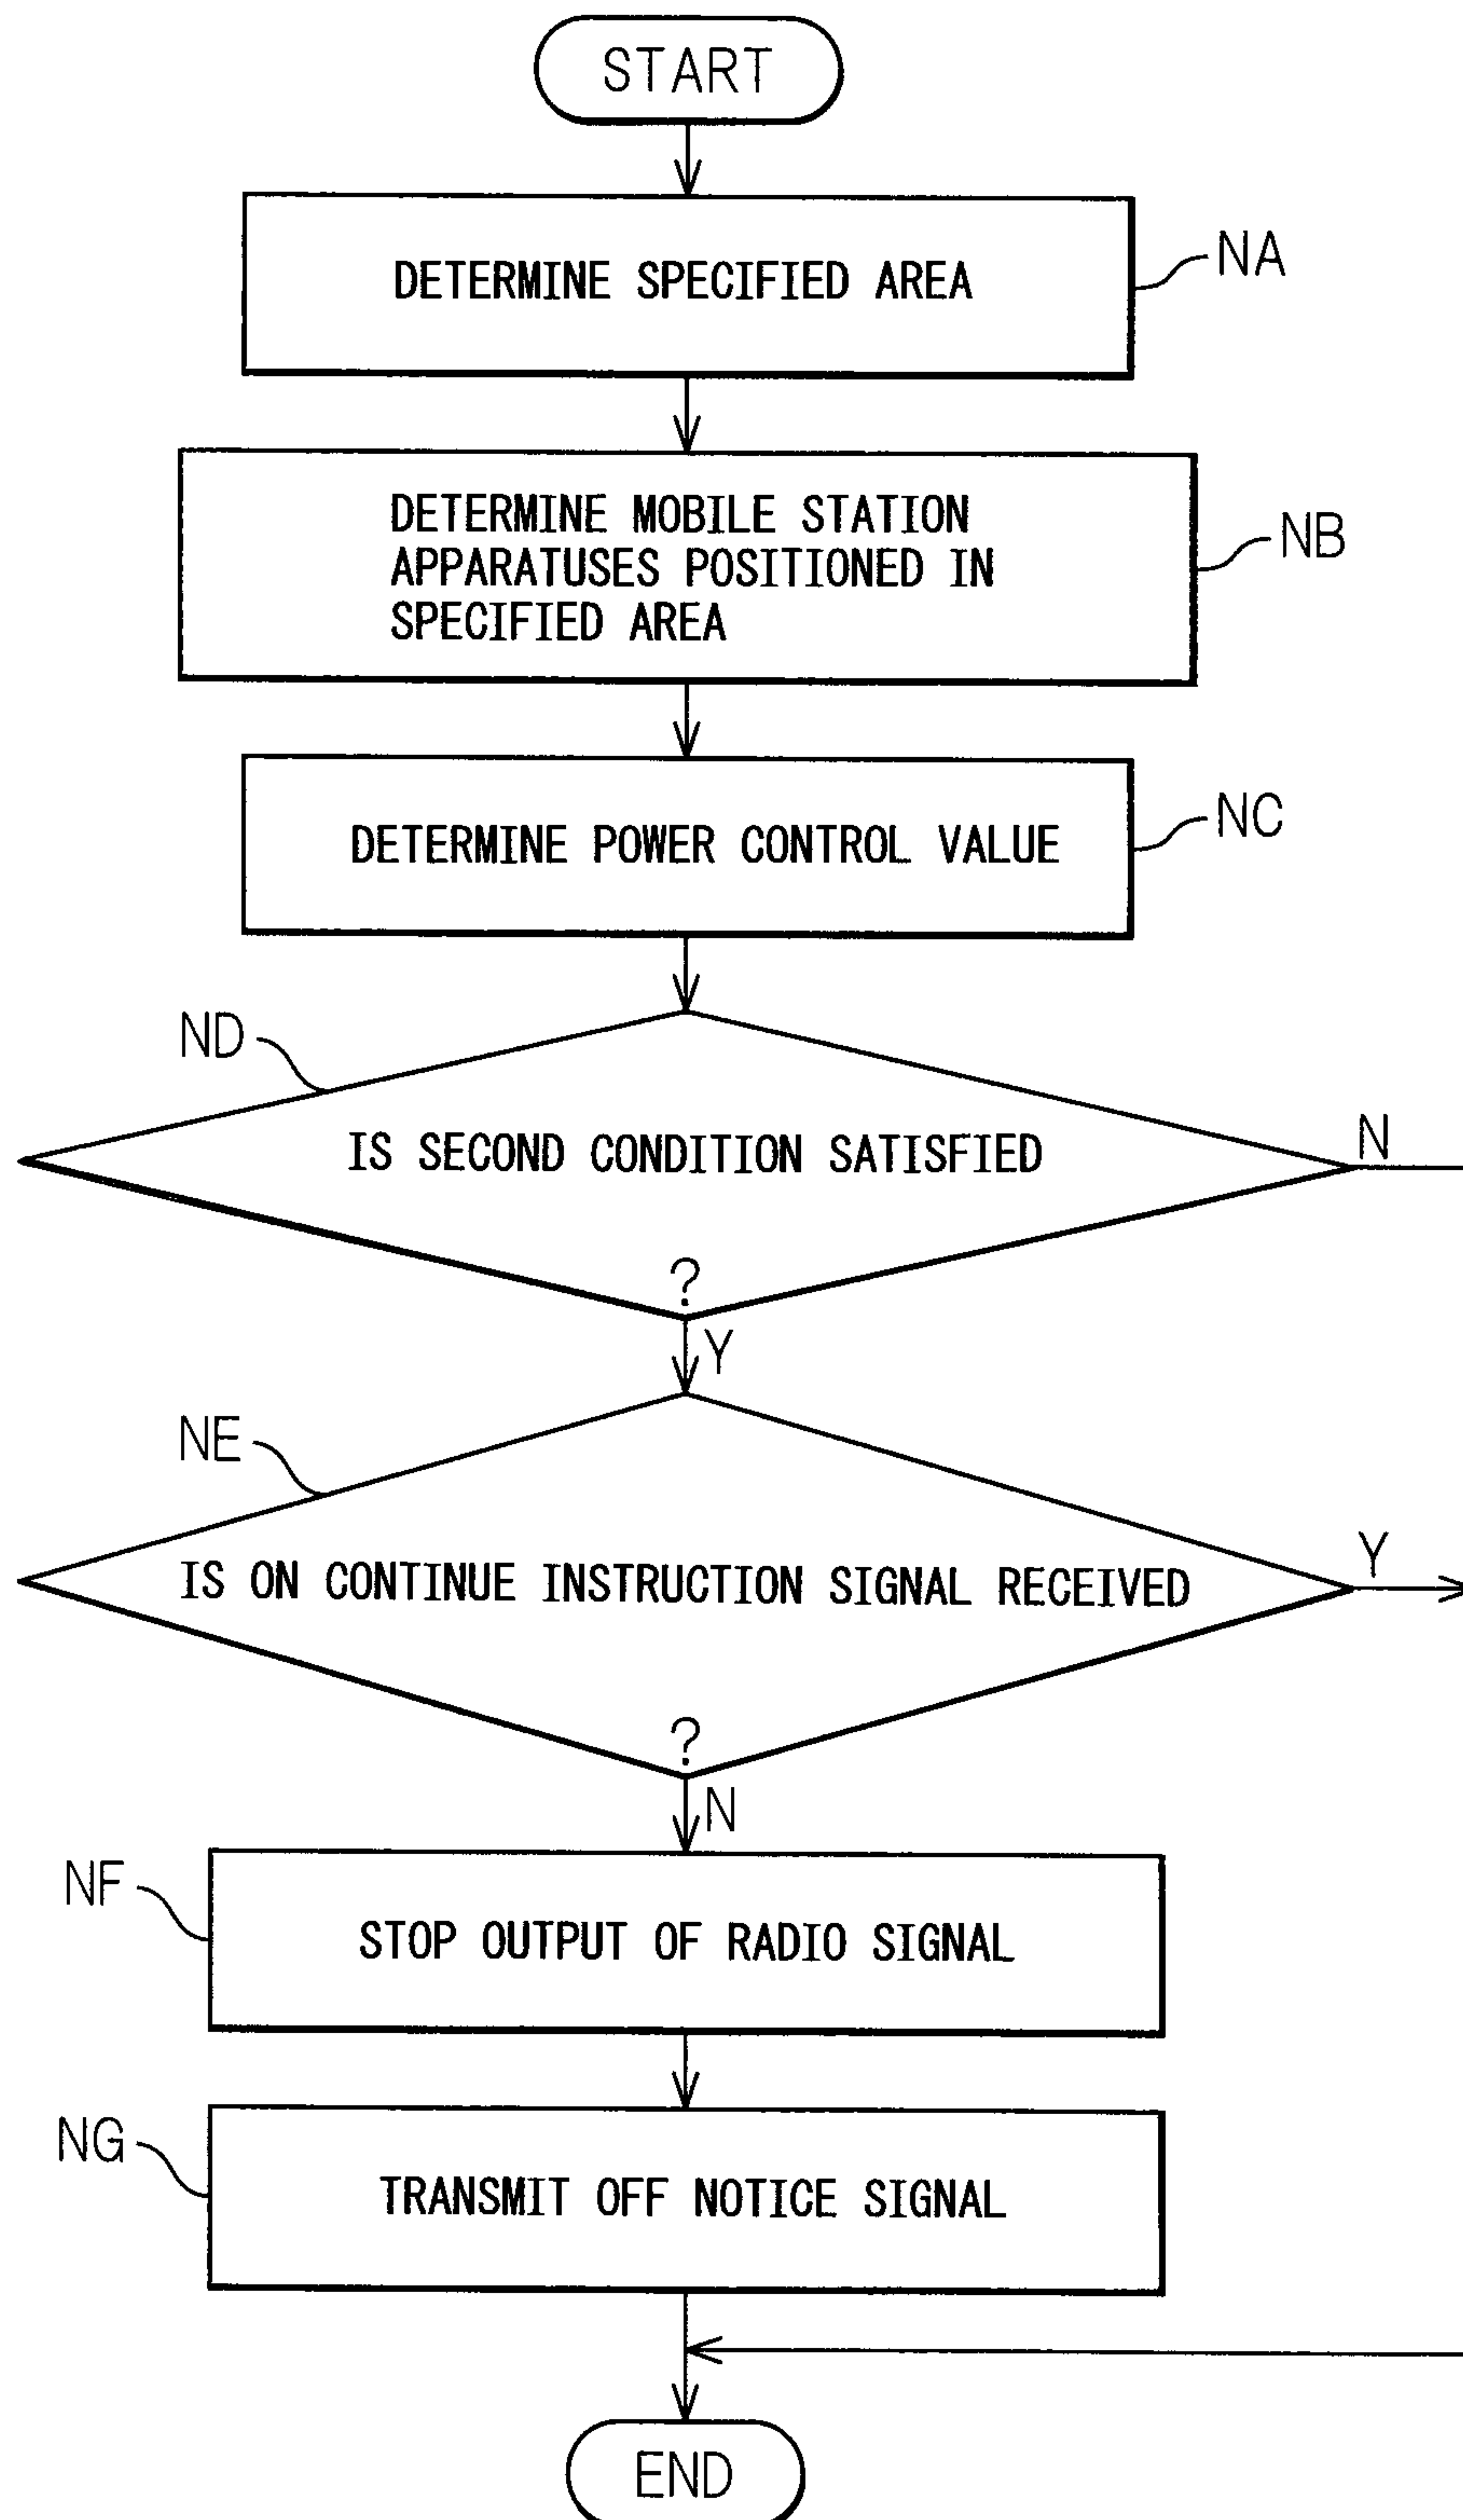 START
DETERMINE SPECIFIED AREA
NA
DETERMINE MOBILE STATION
APPARATUSES POSITIONED IN
SPECIFIED AREA
NB
DETERMINE POWER CONTROL VALUE
NC
ND
IS SECOND CONDITION SATISFIED
?
N
Y
NE
IS ON CONTINUE INSTRUCTION SIGNAL RECEIVED
?
Y
N
NF
STOP OUTPUT OF RADIO SIGNAL
NG
TRANSMIT OFF NOTICE SIGNAL
END